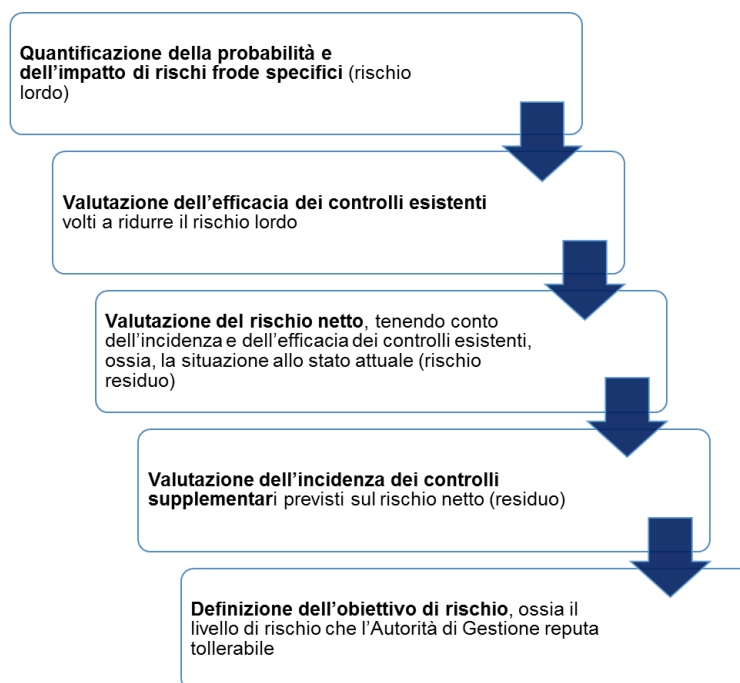 Quantificazione della probabilità e
dell’impatto di rischi frode specifici (rischio
lordo)
Valutazione dell’efficacia dei controlli esistenti
volti a ridurre il rischio lordo
Valutazione del rischio netto, tenendo conto
dell’incidenza e dell’efficacia dei controlli esistenti,
ossia, la situazione allo stato attuale (rischio
residuo)
Valutazione dell’incidenza dei controlli
supplementari previsti sul rischio netto (residuo)
Definizione dell’obiettivo di rischio, ossia il
livello di rischio che l’Autorità di Gestione reputa
tollerabile